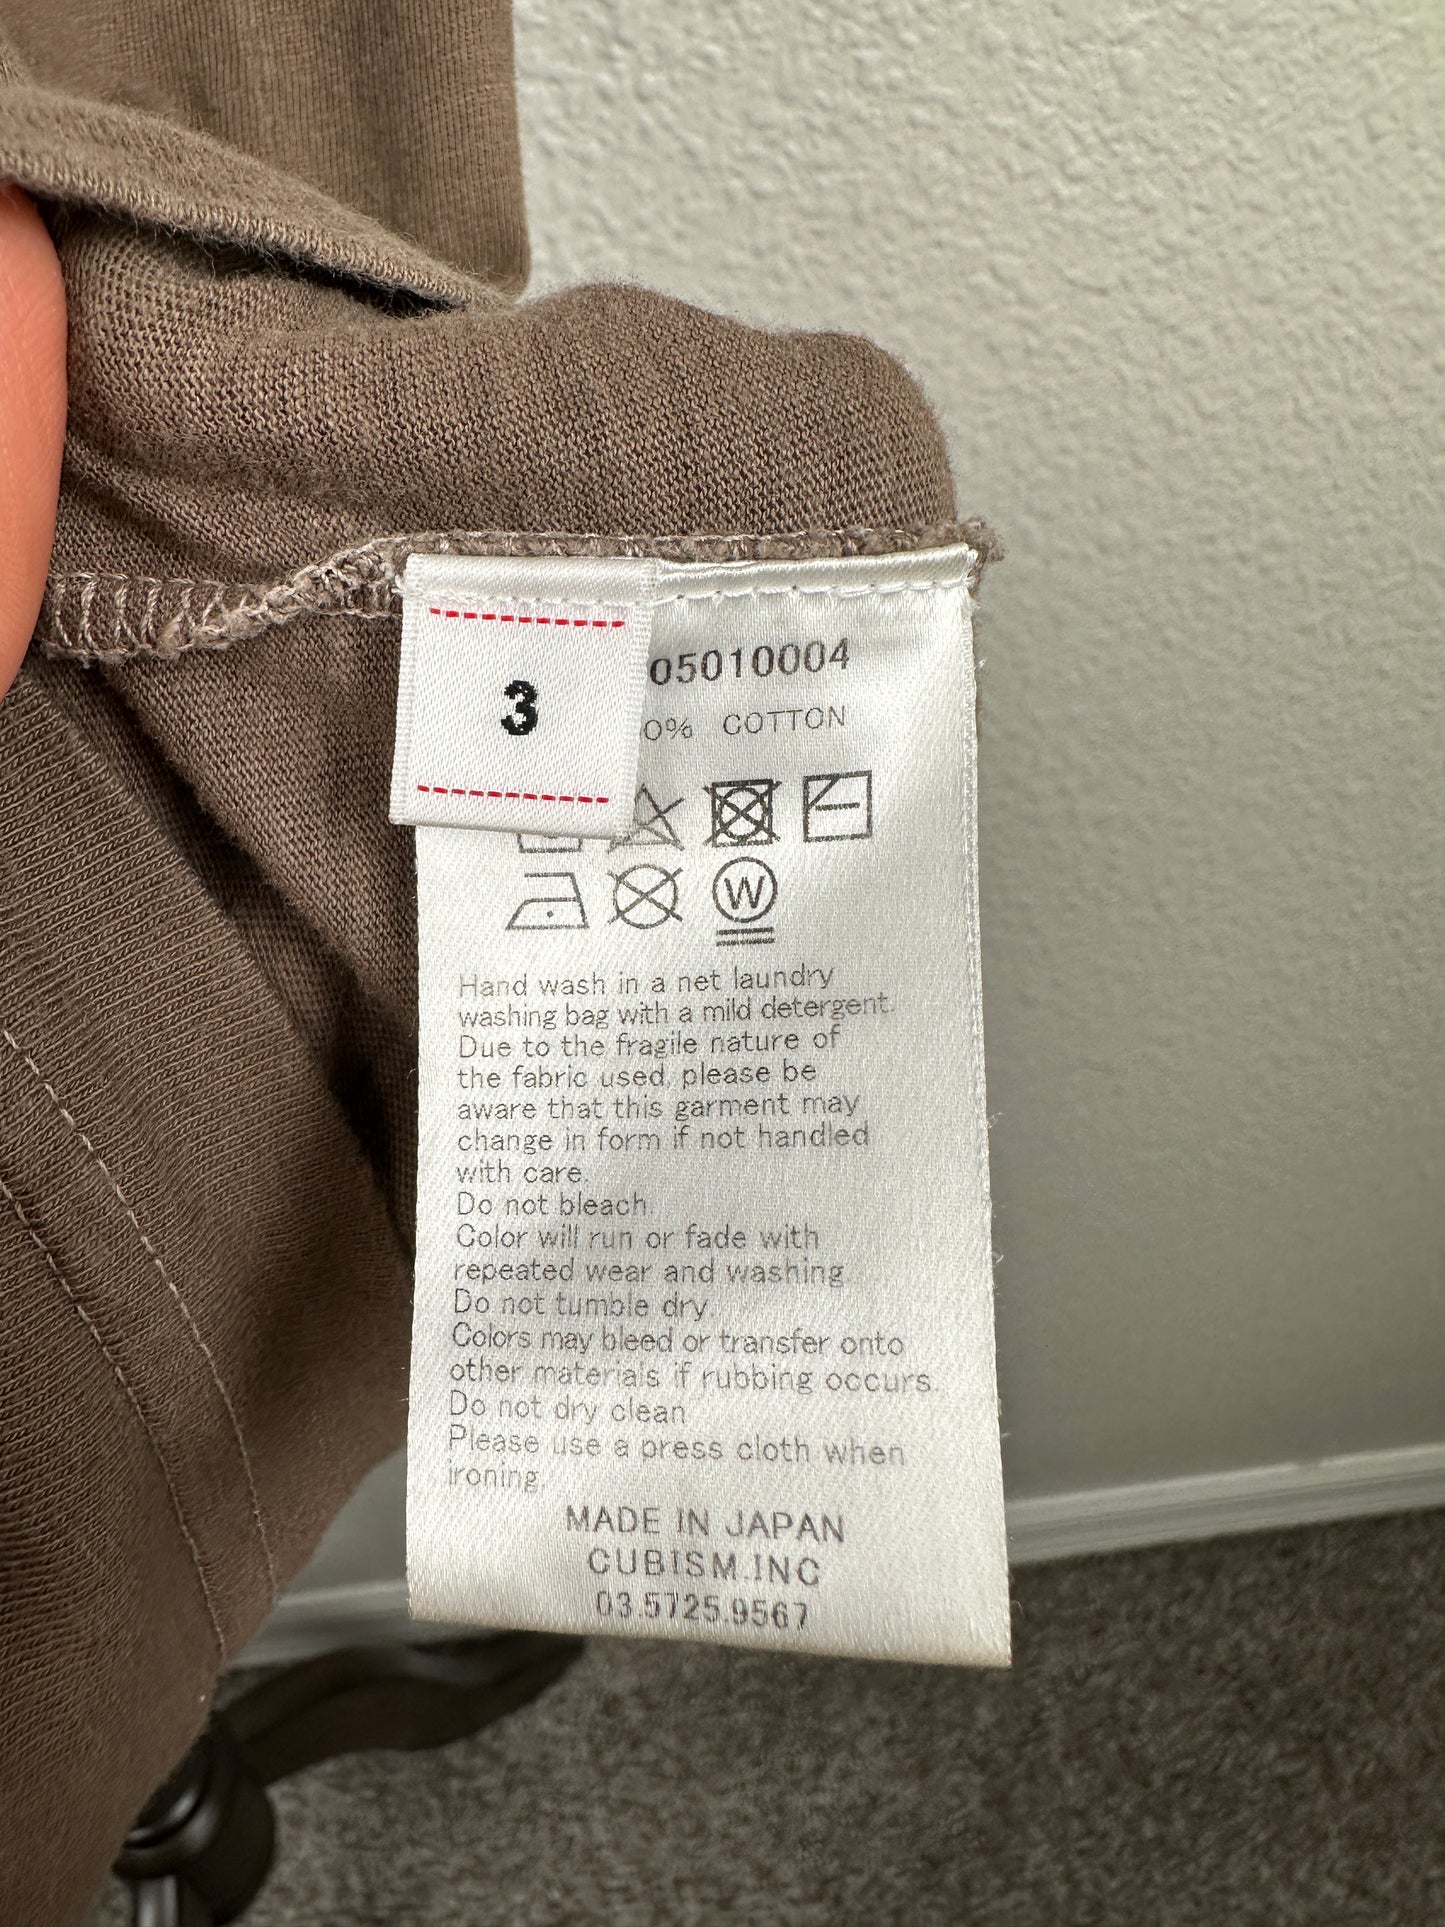 3
05010004
0% COTTON
W
Hand wash in a net laundry
washing bag with a mild detergent.
Due to the fragile nature of
the fabric used, please be
aware that this garment may
change in form if not handled
with care.
Do not bleach.
Color will run or fade with
repeated wear and washing.
Do not tumble dry.
Colors may bleed or transfer onto
other materials if rubbing occurs.
Do not dry clean
Please use a press cloth when
ironing.
MADE IN JAPAN
CUBISM.INC
03.5725.9567